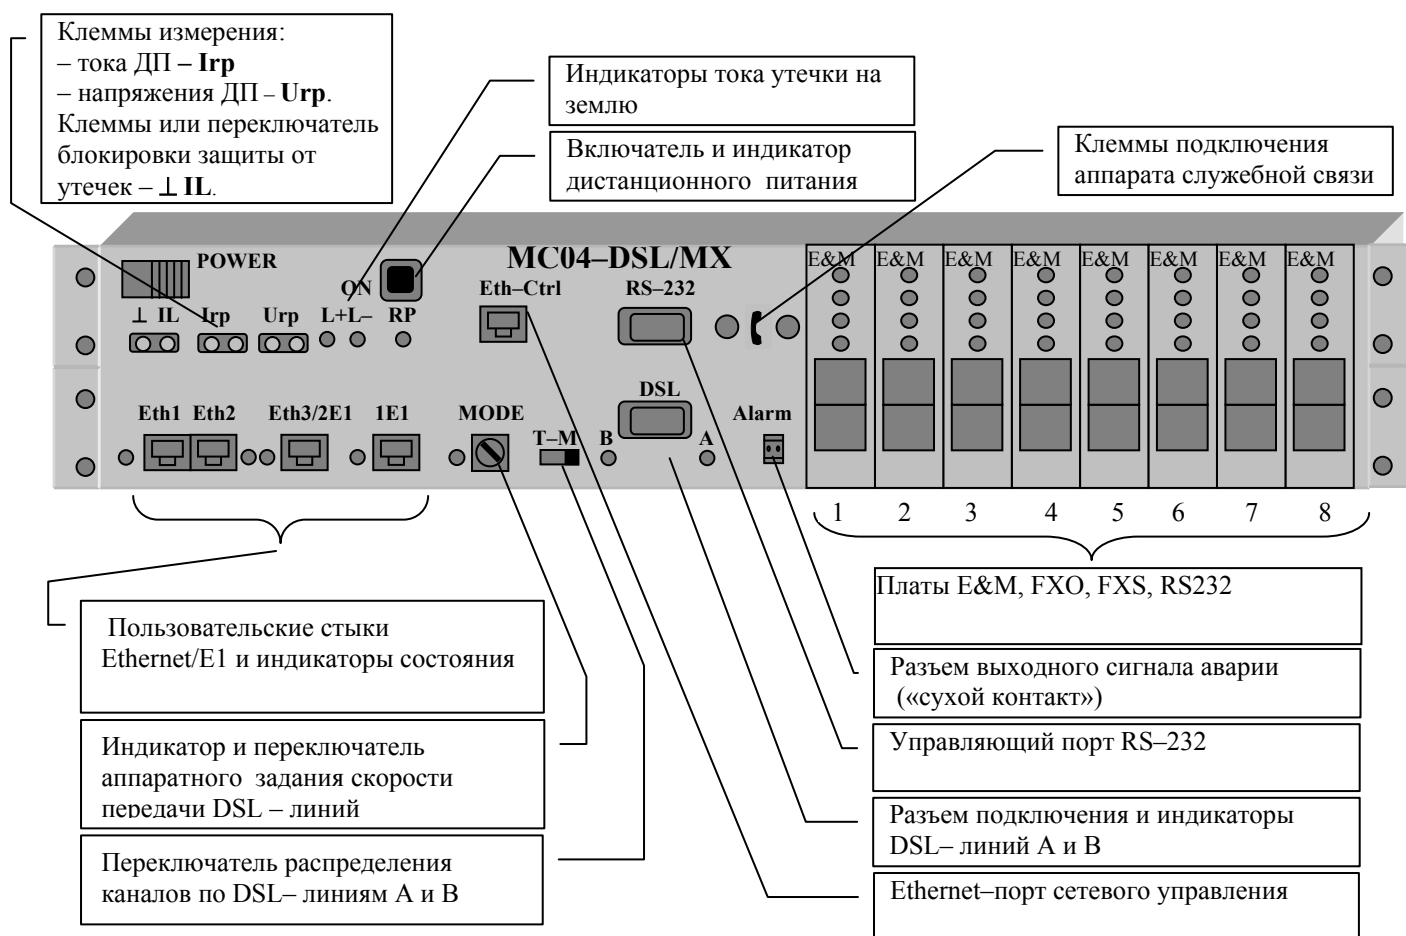 Клеммы измерения:
– тока ДП – Irp
– напряжения ДП – Urp.
Клеммы или переключатель
блокировки защиты от
утечек – ⊥ IL.
Индикаторы тока утечки на
землю
Включатель и индикатор
дистанционного питания
Клеммы подключения
аппарата служебной связи
POWER
ON
MC04–DSL/MX
Eth–Ctrl
RS–232
E&M E&M E&M E&M E&M E&M E&M E&M
⊥ IL Irp Urp L+L– RP
DSL
Eth1 Eth2 Eth3/2E1 1E1 MODE
T–M B A
Alarm
1 2 3 4 5 6 7 8
Пользовательские стыки
Ethernet/E1 и индикаторы состояния
Индикатор и переключатель
аппаратного задания скорости
передачи DSL – линий
Переключатель распределения
каналов по DSL– линиям А и В
Платы E&M, FXO, FXS, RS232
Разъем выходного сигнала аварии
(«сухой контакт»)
Управляющий порт RS–232
Разъем подключения и индикаторы
DSL– линий А и В
Ethernet–порт сетевого управления